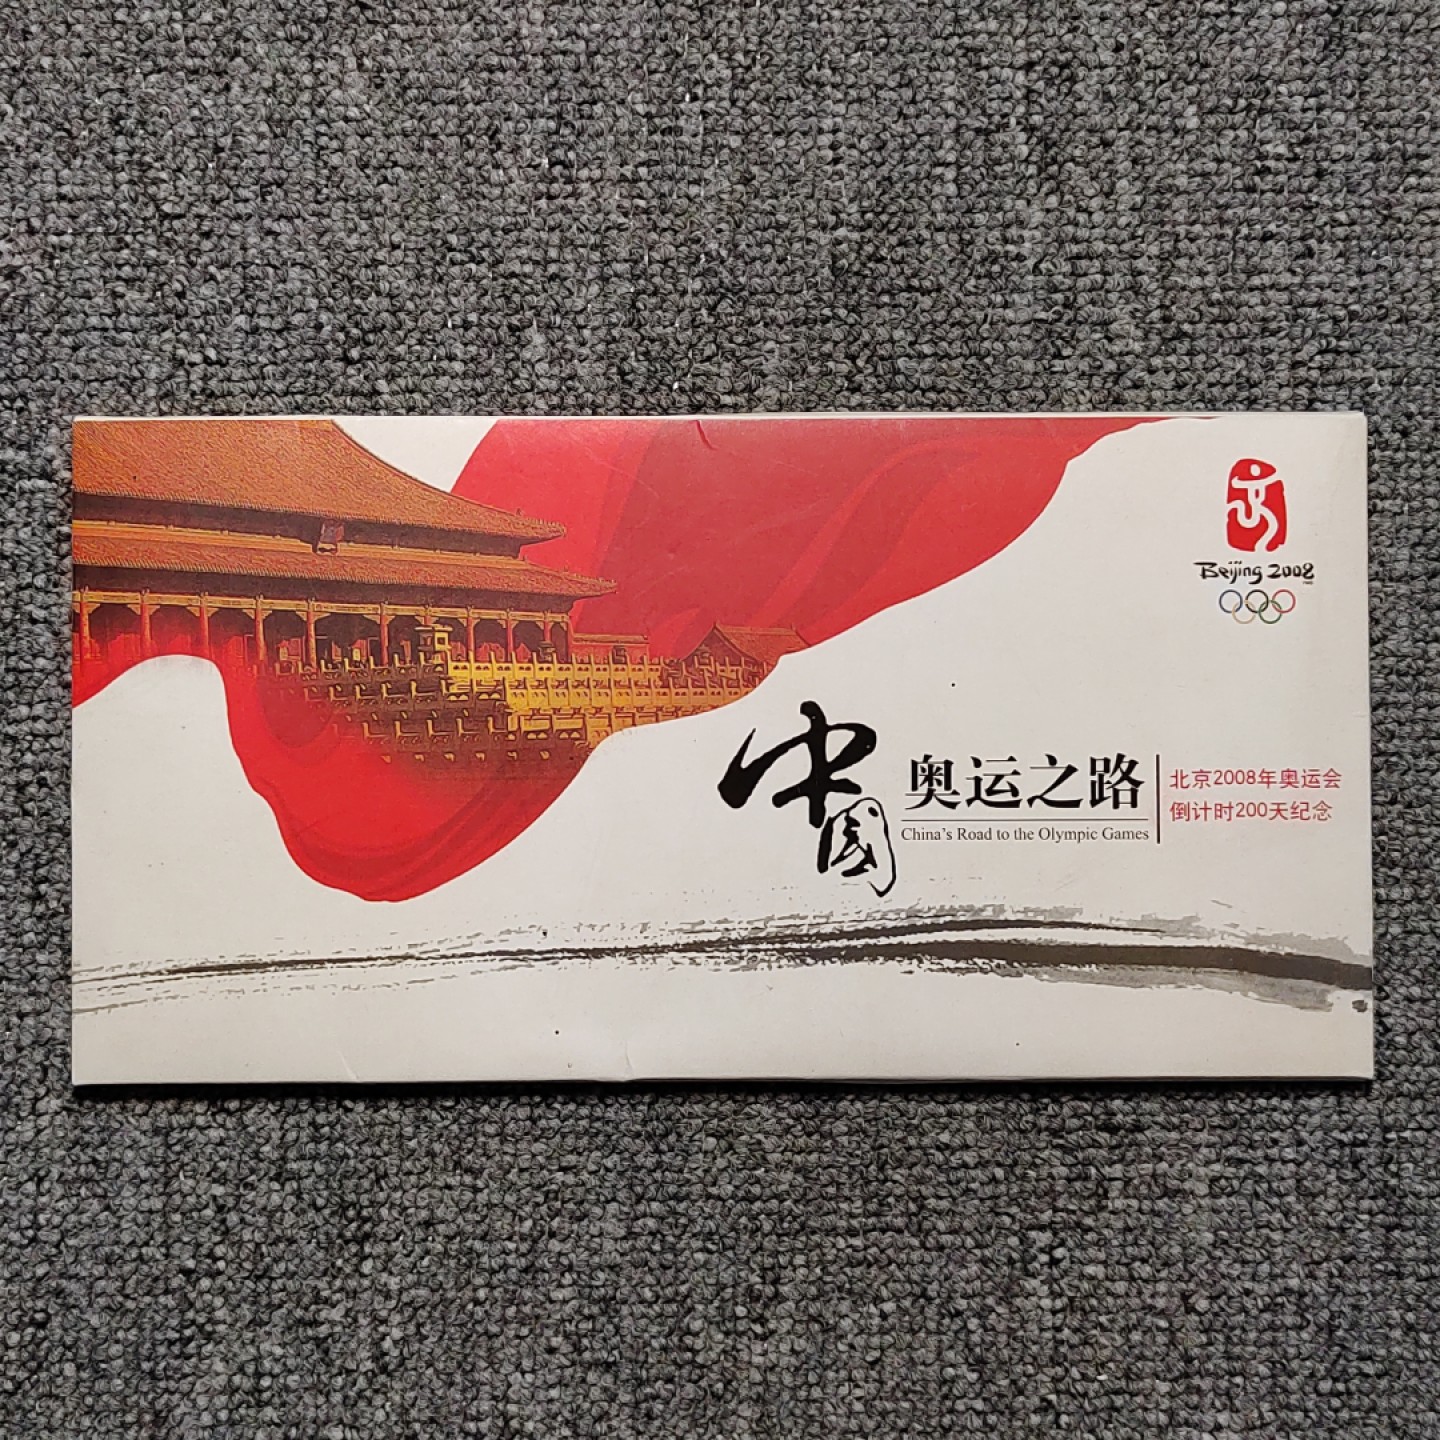 Beijing 2008
中国
奥运之路
China's Road to the Olympic Games
北京2008年奥运会
倒计时200天纪念